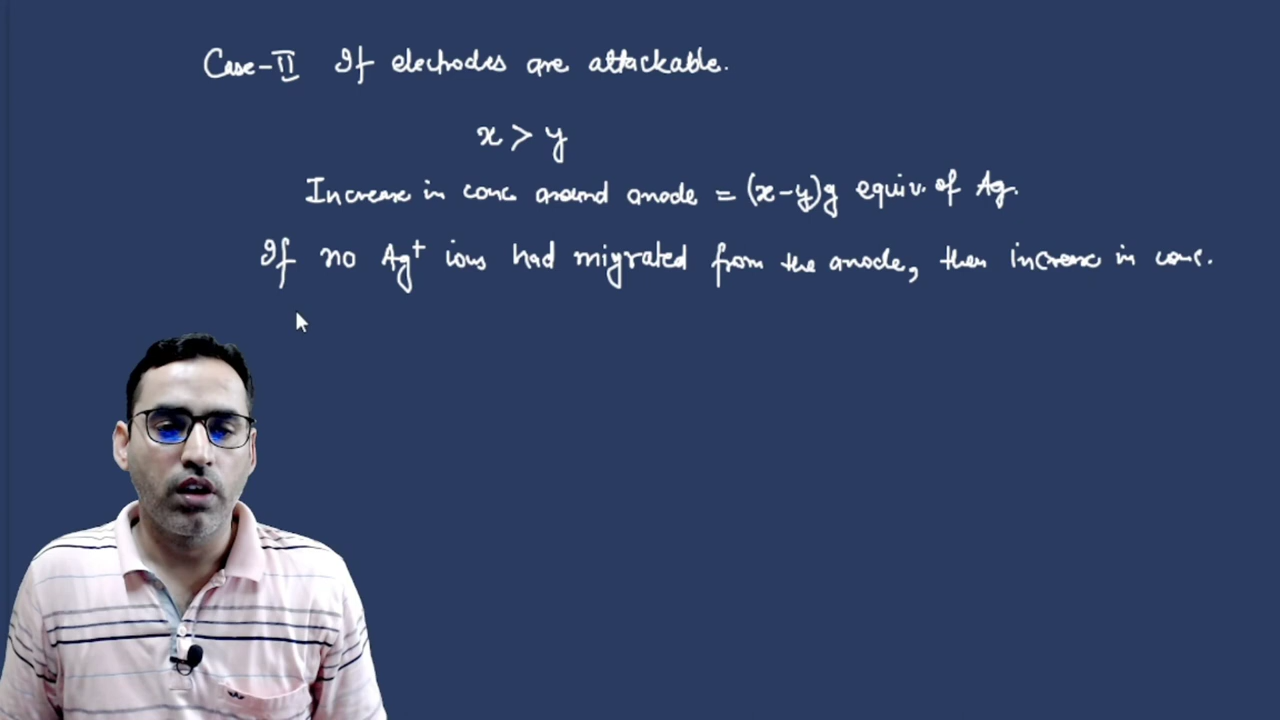 Case-II If electrodes are attackable.
x > y
Increase in conc around anode = (x-y)g equiv. of Ag.
If no Ag⁺ ions had migrated from the anode, then increase in conc.